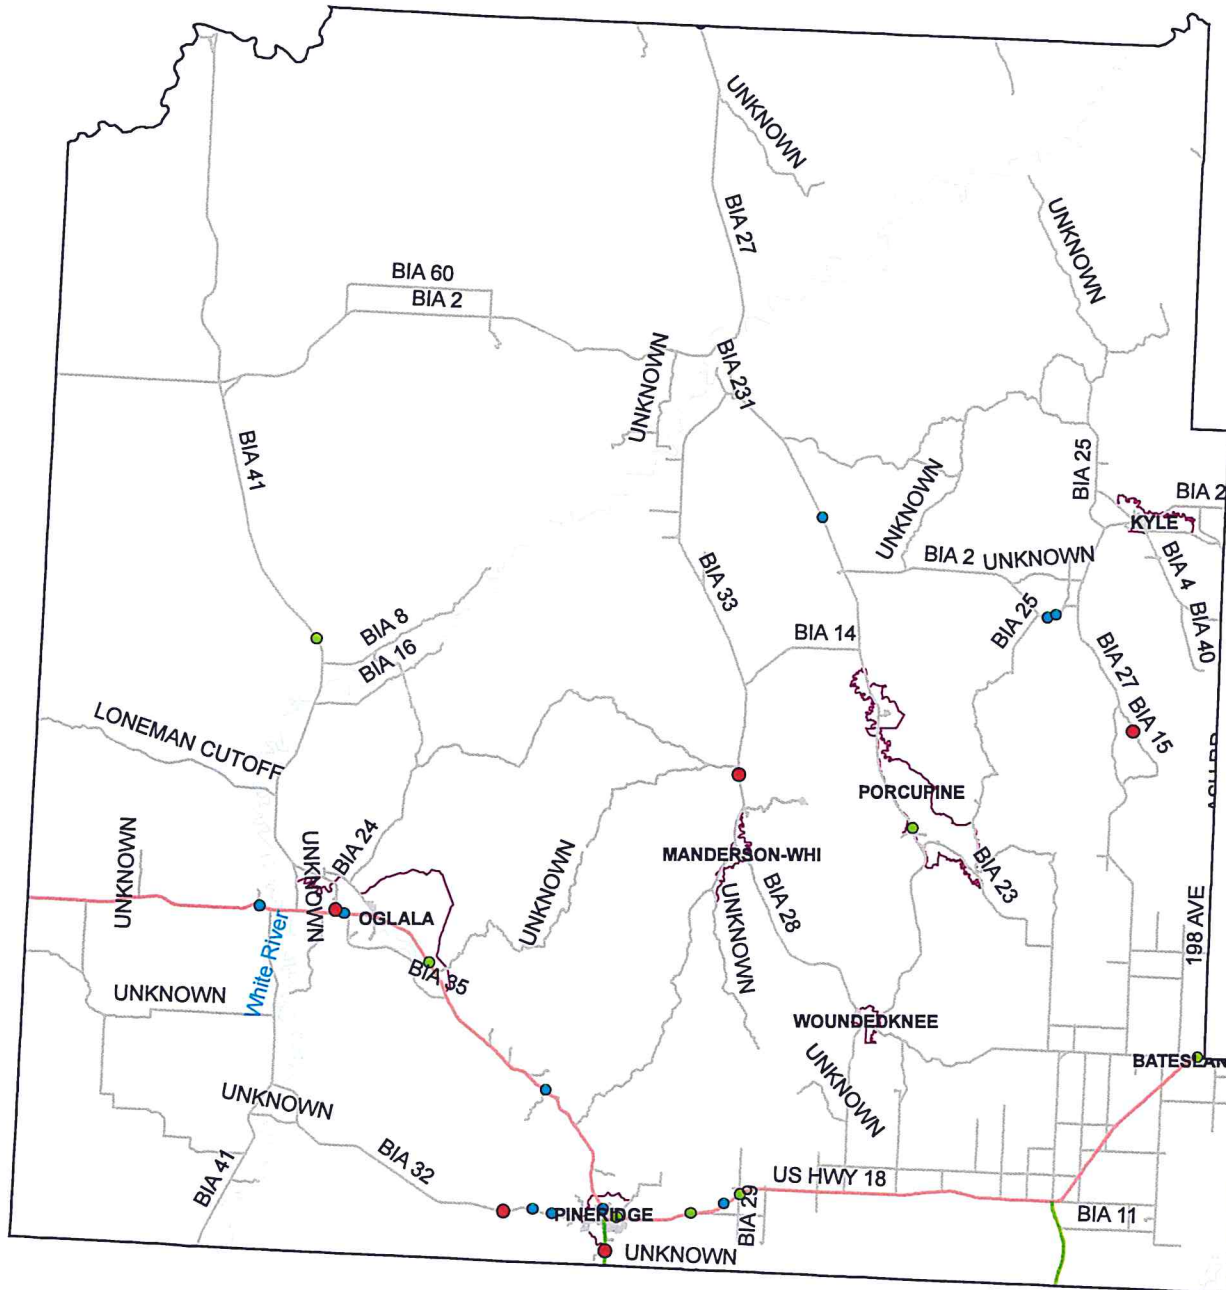 UNKNOWN
BIA 27
UNKNOWN
BIA 60
BIA 2
UNKNOWN
BIA 231
BIA 41
BIA 25
BIA 2
KYLE
UNKNOWN
BIA 2
UNKNOWN
BIA 4
BIA 33
BIA 25
BIA 40
BIA 8
BIA 14
BIA 16
BIA 27
BIA 15
LONEMAN CUTOFF
PORCUPINE
UNKNOWN
UNKNOWN
BIA 24
MANDERSON-WHI
BIA 23
UNKNOWN
BIA 28
OGLALA
UNKNOWN
198 AVE
White River
BIA 35
UNKNOWN
WOUNDEDKNEE
BATESLAN
UNKNOWN
UNKNOWN
BIA 32
BIA 41
US HWY 18
BIA 29
PINERIDGE
BIA 11
UNKNOWN